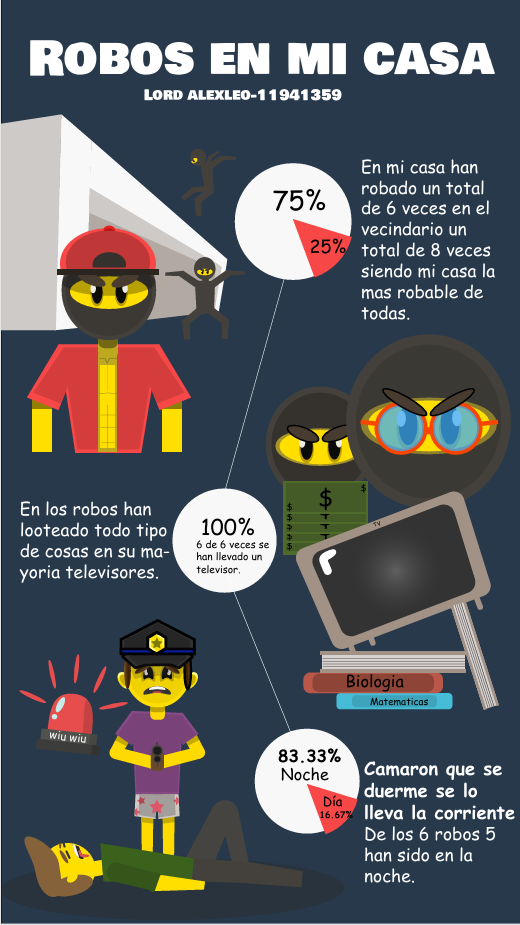 Robos en mi casa
Lord alexleo-11941359
75%
25%
En mi casa han
robado un total
de 6 veces en el
vecindario un
total de 8 veces
siendo mi casa la
mas robable de
todas.
$
$
$
$
$
$
TV
En los robos han
looteado todo tipo
de cosas en su ma-
yoria televisores.
100%
6 de 6 veces se
han llevado un
televisor.
Biologia
Matematicas
wiu wiu
83.33%
Noche
Día
16.67%
Camaron que se
duerme se lo
lleva la corriente
De los 6 robos 5
han sido en la
noche.